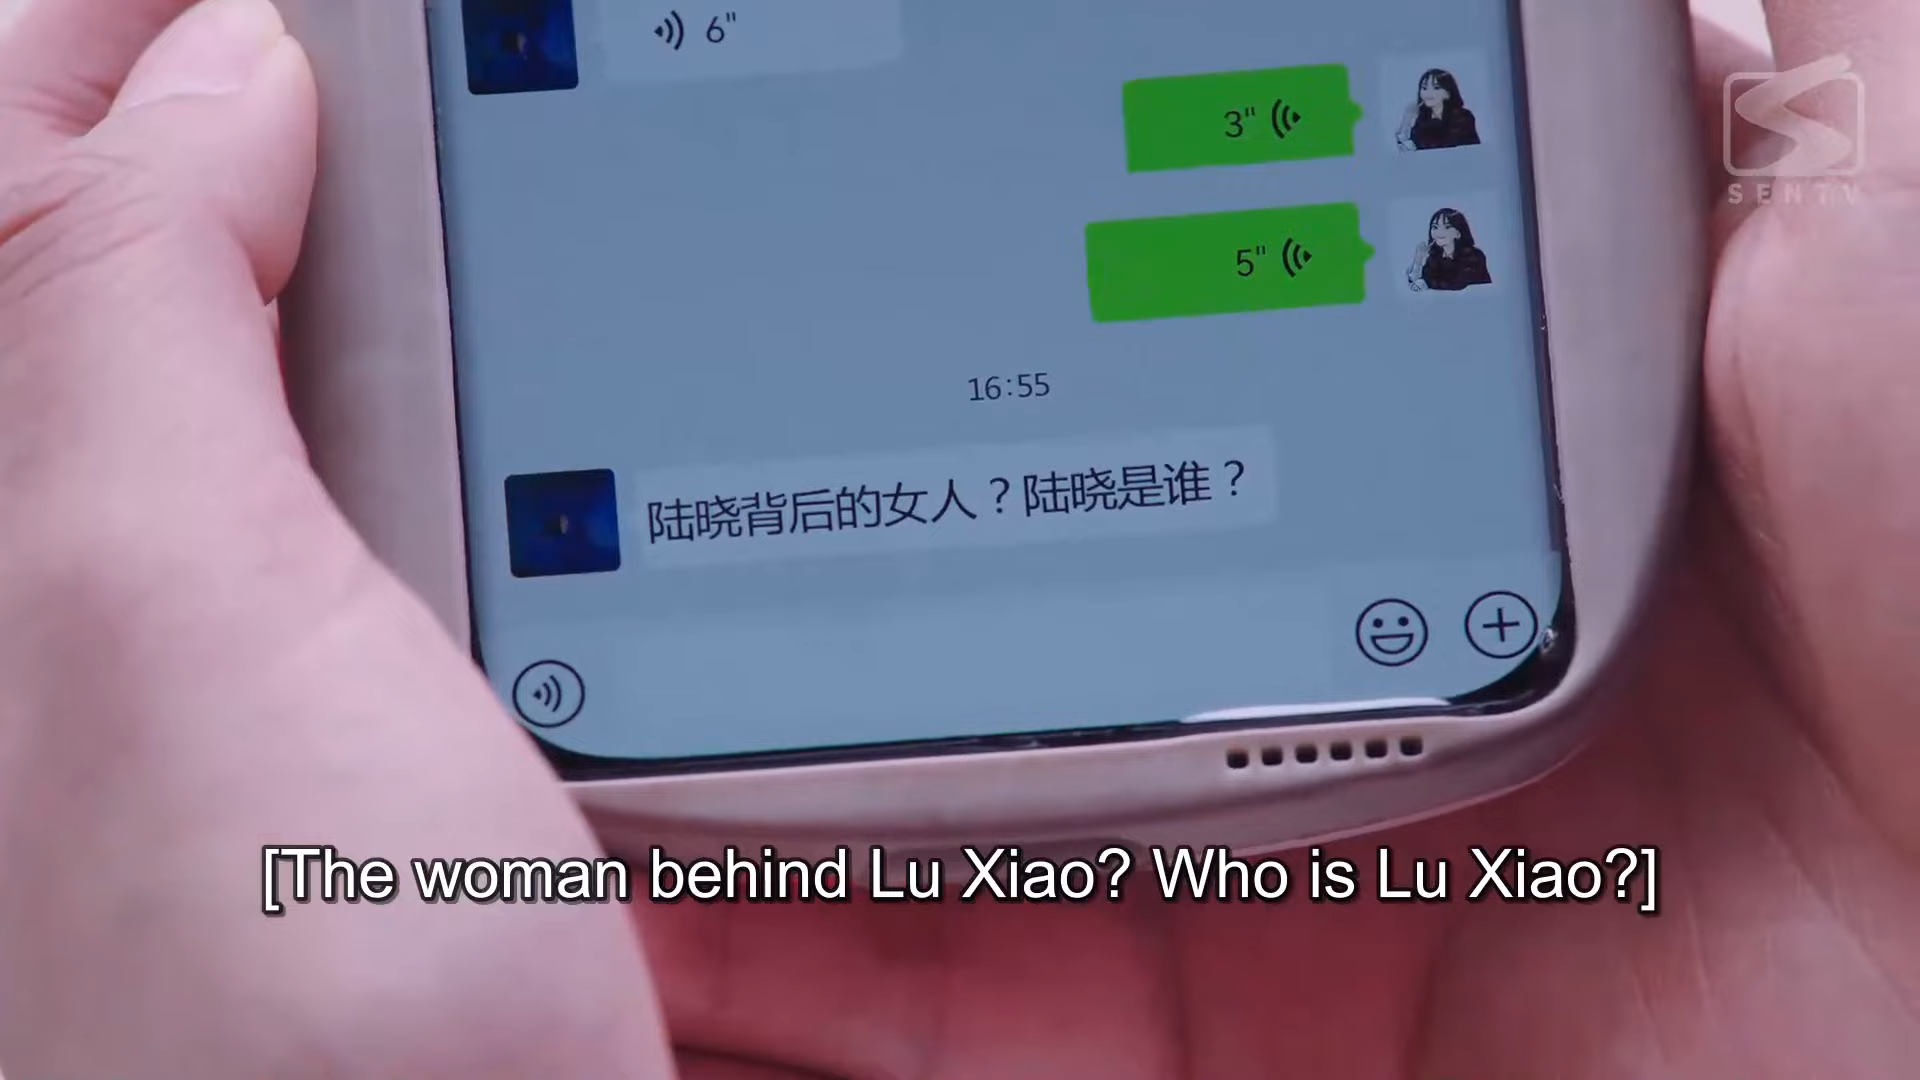 6"
3"
SENTV
5"
16:55
陆晓背后的女人？陆晓是谁？
[The woman behind Lu Xiao? Who is Lu Xiao?]